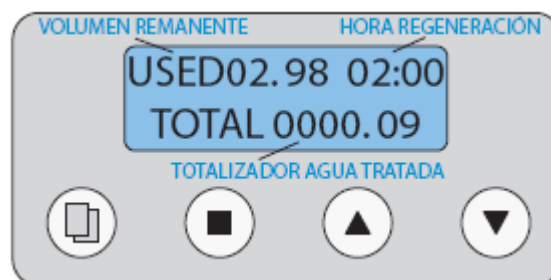 VOLUMEN REMANENTE HORA REGENERACIÓN
USED02.98 02:00
TOTAL 0000.09
TOTALIZADOR AGUA TRATADA